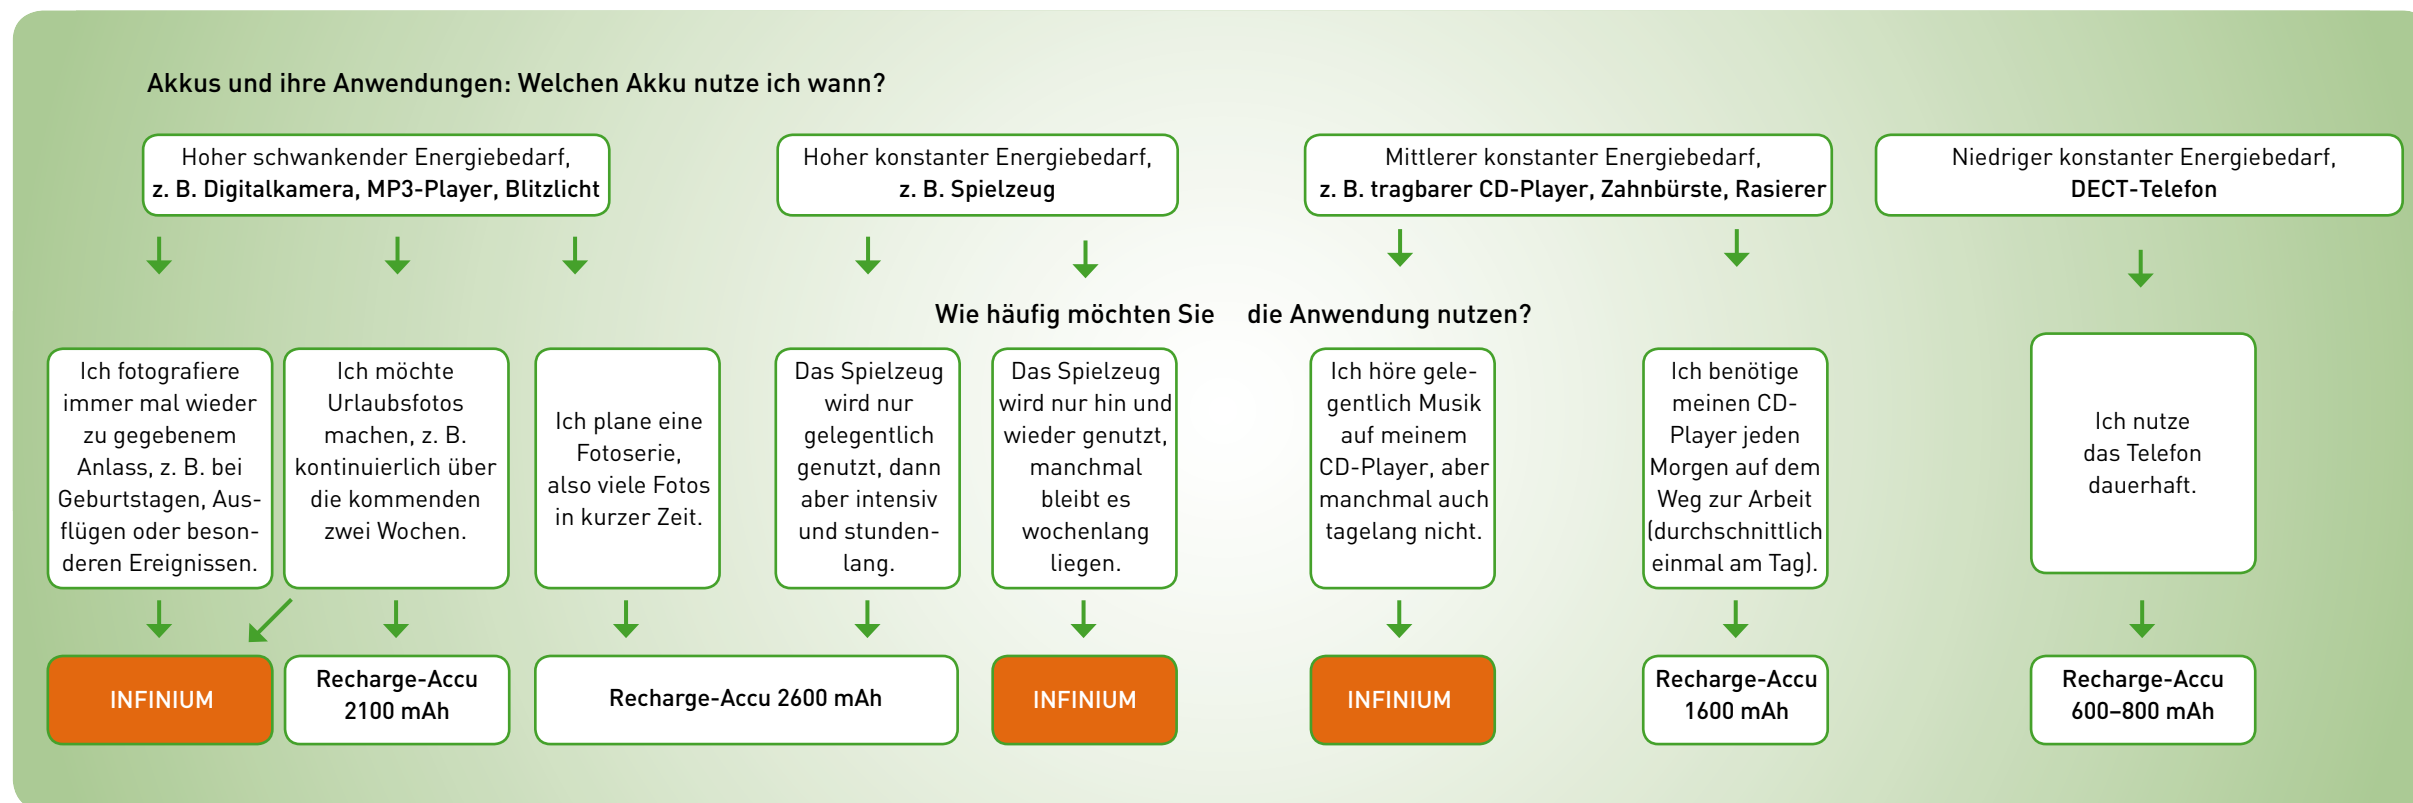 Akkus und ihre Anwendungen: Welchen Akku nutze ich wann?
Hoher schwankender Energiebedarf,
z. B. Digitalkamera, MP3-Player, Blitzlicht
Hoher konstanter Energiebedarf,
z. B. Spielzeug
Mittlerer konstanter Energiebedarf,
z. B. tragbarer CD-Player, Zahnbürste, Rasierer
Niedriger konstanter Energiebedarf,
DECT-Telefon
Wie häufig möchten Sie die Anwendung nutzen?
Ich fotografiere
immer mal wieder
zu gegebenem
Anlass, z. B. bei
Geburtstagen, Aus-
flügen oder beson-
deren Ereignissen.
Ich möchte
Urlaubsfotos
machen, z. B.
kontinuierlich über
die kommenden
zwei Wochen.
Ich plane eine
Fotoserie,
also viele Fotos
in kurzer Zeit.
Das Spielzeug
wird nur
gelegentlich
genutzt, dann
aber intensiv
und stunden-
lang.
Das Spielzeug
wird nur hin und
wieder genutzt,
manchmal
bleibt es
wochenlang
liegen.
Ich höre gele-
gentlich Musik
auf meinem
CD-Player, aber
manchmal auch
tagelang nicht.
Ich benötige
meinen CD-
Player jeden
Morgen auf dem
Weg zur Arbeit
(durchschnittlich
einmal am Tag).
Ich nutze
das Telefon
dauerhaft.
INFINIUM
Recharge-Accu
2100 mAh
Recharge-Accu 2600 mAh
INFINIUM
INFINIUM
Recharge-Accu
1600 mAh
Recharge-Accu
600–800 mAh